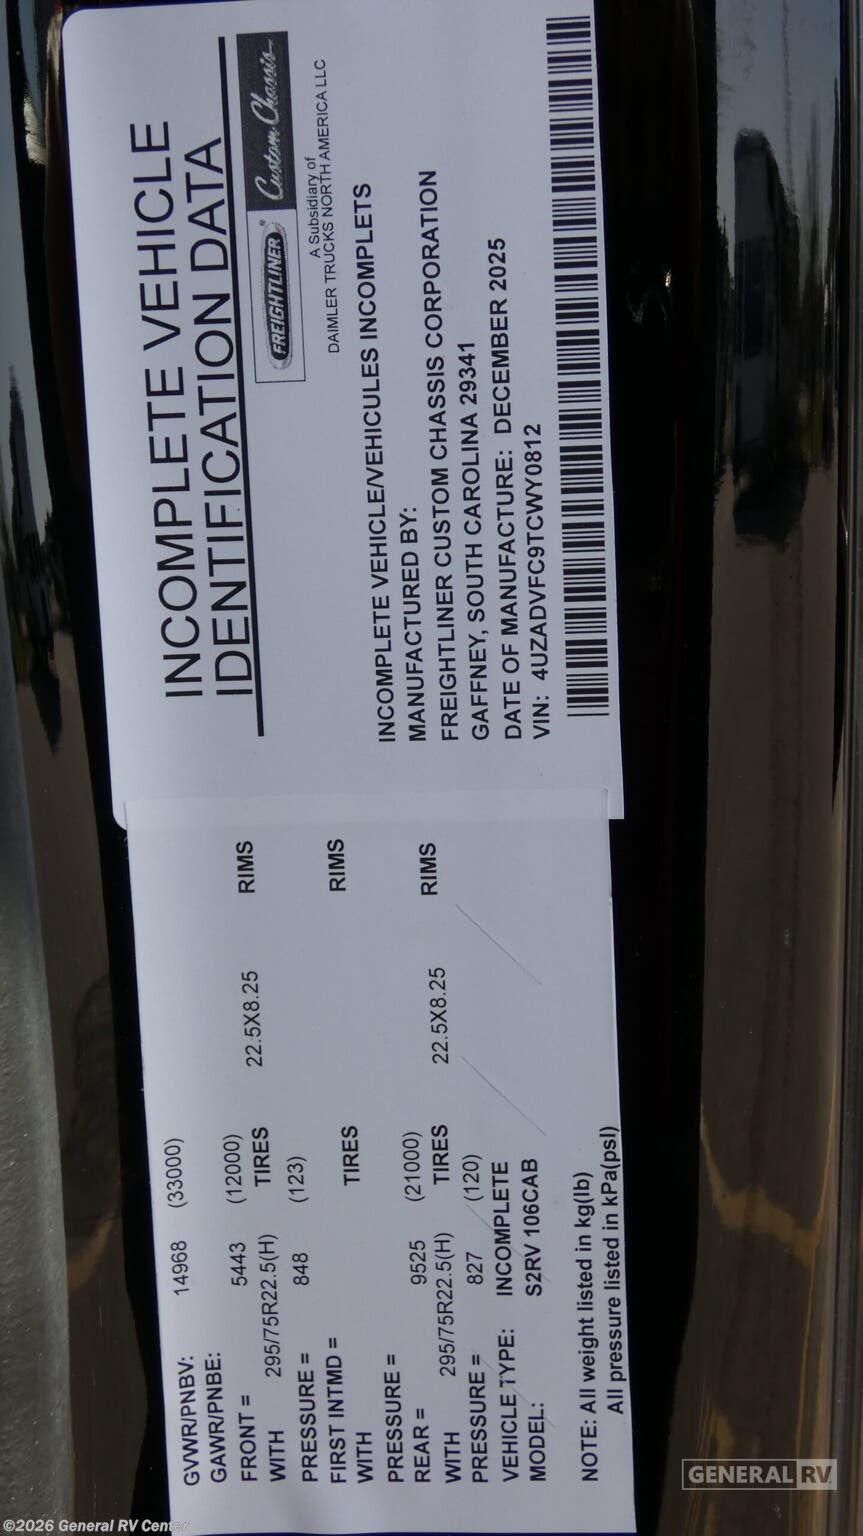 INCOMPLETE VEHICLE
IDENTIFICATION DATA
FREIGHTLINER® Custom Chassis
A Subsidiary of
DAIMLER TRUCKS NORTH AMERICA LLC
INCOMPLETE VEHICLE/VEHICULES INCOMPLETS
MANUFACTURED BY:
FREIGHTLINER CUSTOM CHASSIS CORPORATION
GAFFNEY, SOUTH CAROLINA 29341
DATE OF MANUFACTURE: DECEMBER 2025
VIN: 4UZADVFC9TCWY0812
GVWR/PNBV: 14968 (33000)
GAWR/PNBE:
FRONT = 5443 (12000)
WITH 295/75R22.5(H) TIRES 22.5X8.25 RIMS
PRESSURE = 848 (123)
FIRST INTMD =
WITH TIRES RIMS
PRESSURE =
REAR = 9525 (21000)
WITH 295/75R22.5(H) TIRES 22.5X8.25 RIMS
PRESSURE = 827 (120)
VEHICLE TYPE: INCOMPLETE
MODEL: S2RV 106CAB
NOTE: All weight listed in kg(lb)
All pressure listed in kPa(psl)
GENERAL RV
©2026 General RV Center